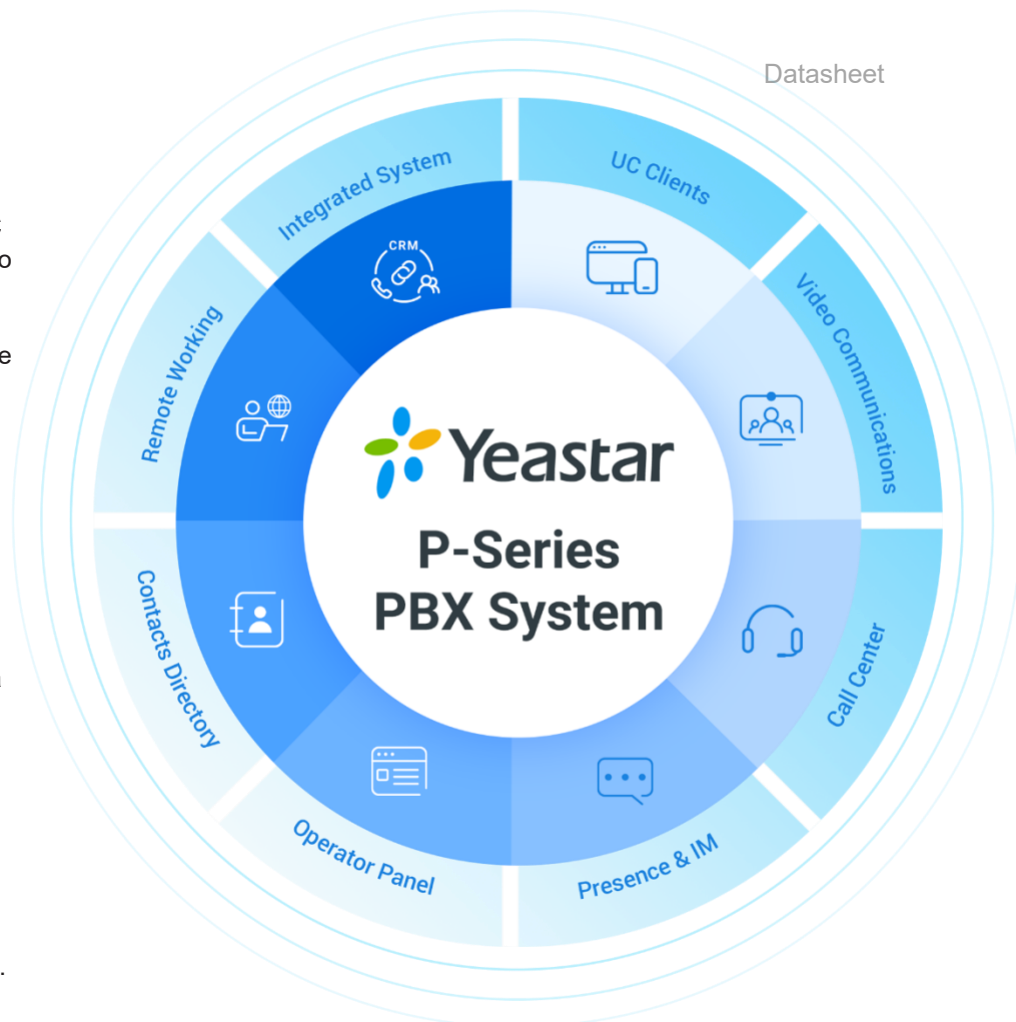 Datasheet
Integrated System
UC Clients
CRM
Remote Working
Video Communications
Yeastar
P-Series
PBX System
Contacts Directory
Call Center
Operator Panel
Presence & IM